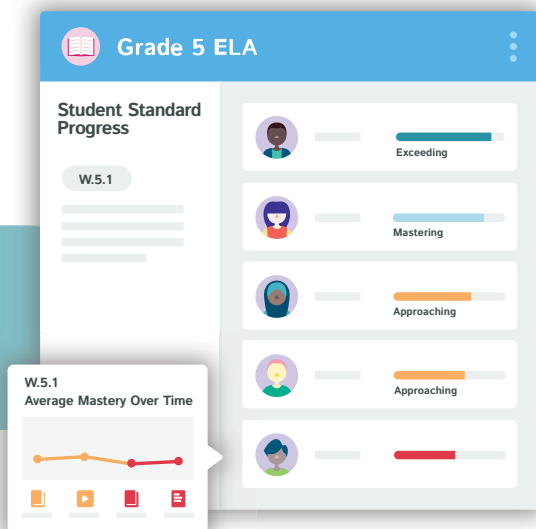 Grade 5 ELA
Student Standard
Progress
W.5.1
Exceeding
Mastering
Approaching
Approaching
W.5.1
Average Mastery Over Time